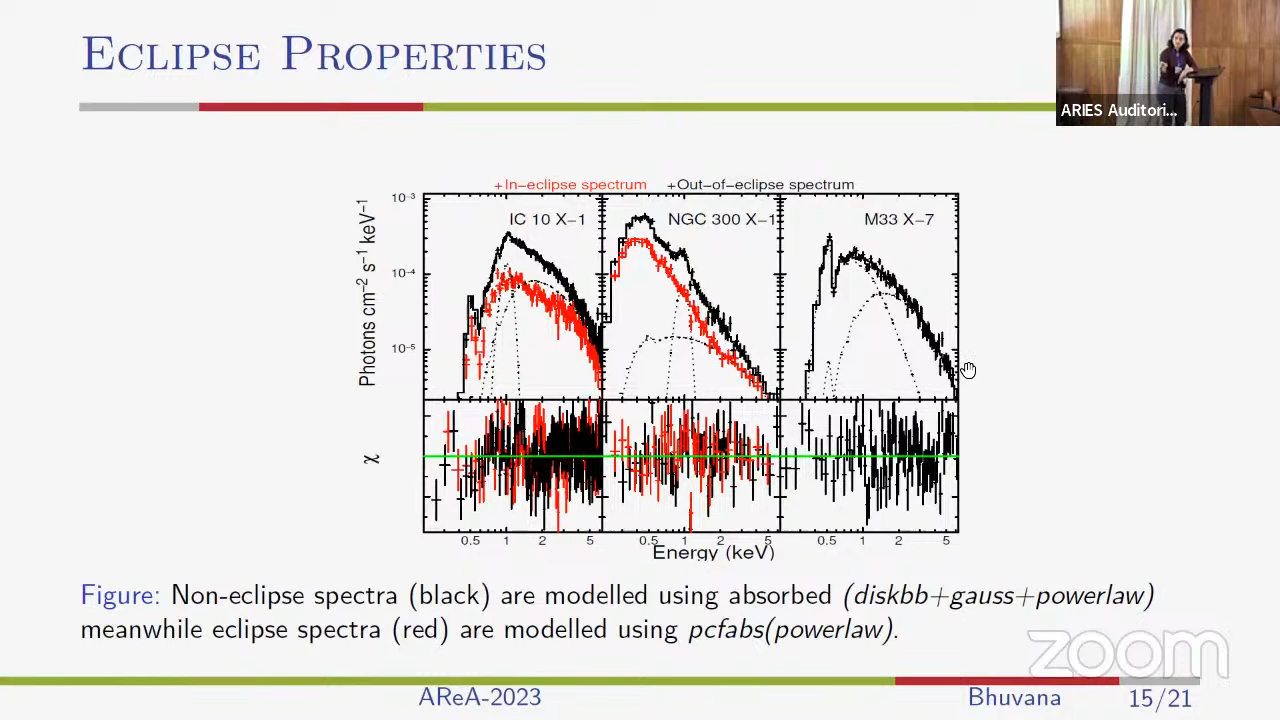 ECLIPSE PROPERTIES
ARIES Auditori...
+In-eclipse spectrum +Out-of-eclipse spectrum
IC 10 X-1 NGC 300 X-1 M33 X-7
10⁻³
10⁻⁴
10⁻⁵
Photons cm⁻² s⁻¹ keV⁻¹
χ
0.5 1 2 5 0.5 1 2 5 0.5 1 2 5
Energy (keV)
Figure: Non-eclipse spectra (black) are modelled using absorbed (diskbb+gauss+powerlaw)
meanwhile eclipse spectra (red) are modelled using pcfabs(powerlaw).
zoom
AReA-2023 Bhuvana 15/21